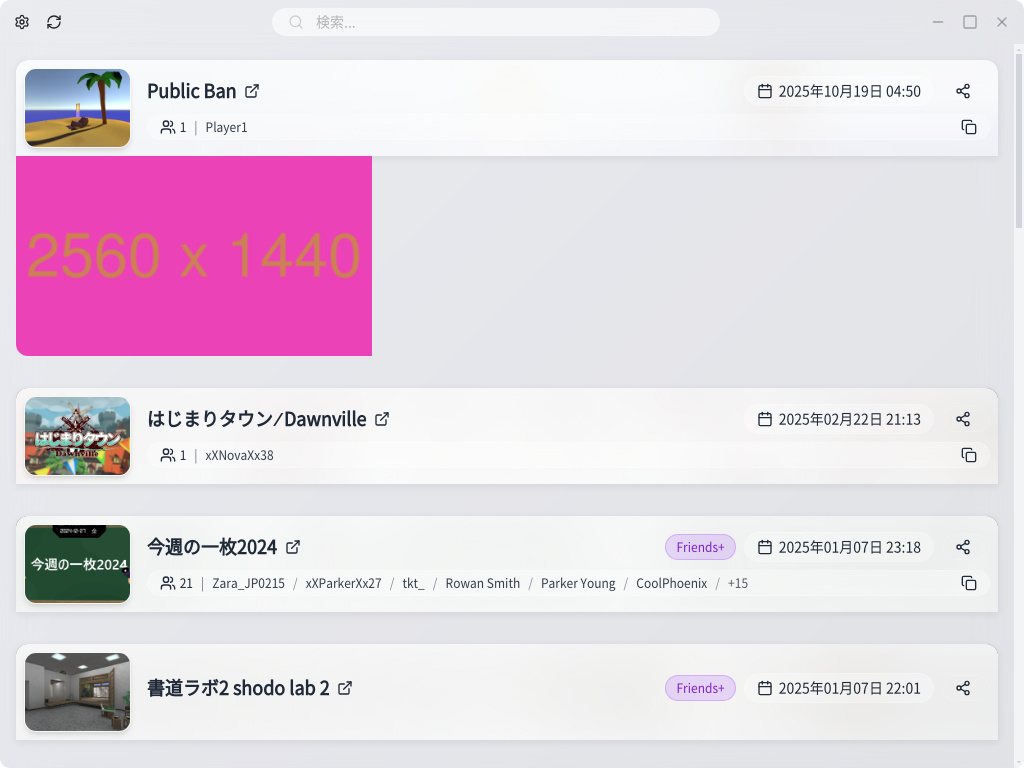 検索...
Public Ban
2025年10月19日 04:50
1 | Player1
2560 x 1440
はじまりタウン
Dawnville
はじまりタウン/Dawnville
2025年02月22日 21:13
1 | xXNovaXx38
今週の一枚2024
今週の一枚2024
Friends+
2025年01月07日 23:18
21 | Zara_JP0215 / xXParkerXx27 / tkt_ / Rowan Smith / Parker Young / CoolPhoenix / +15
書道ラボ2 shodo lab 2
Friends+
2025年01月07日 22:01